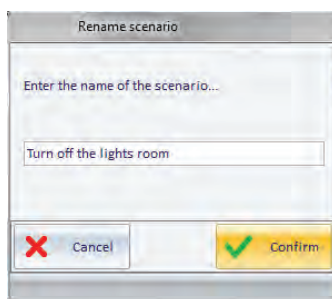 Rename scenario
Enter the name of the scenario...
Turn off the lights room
Cancel
Confirm